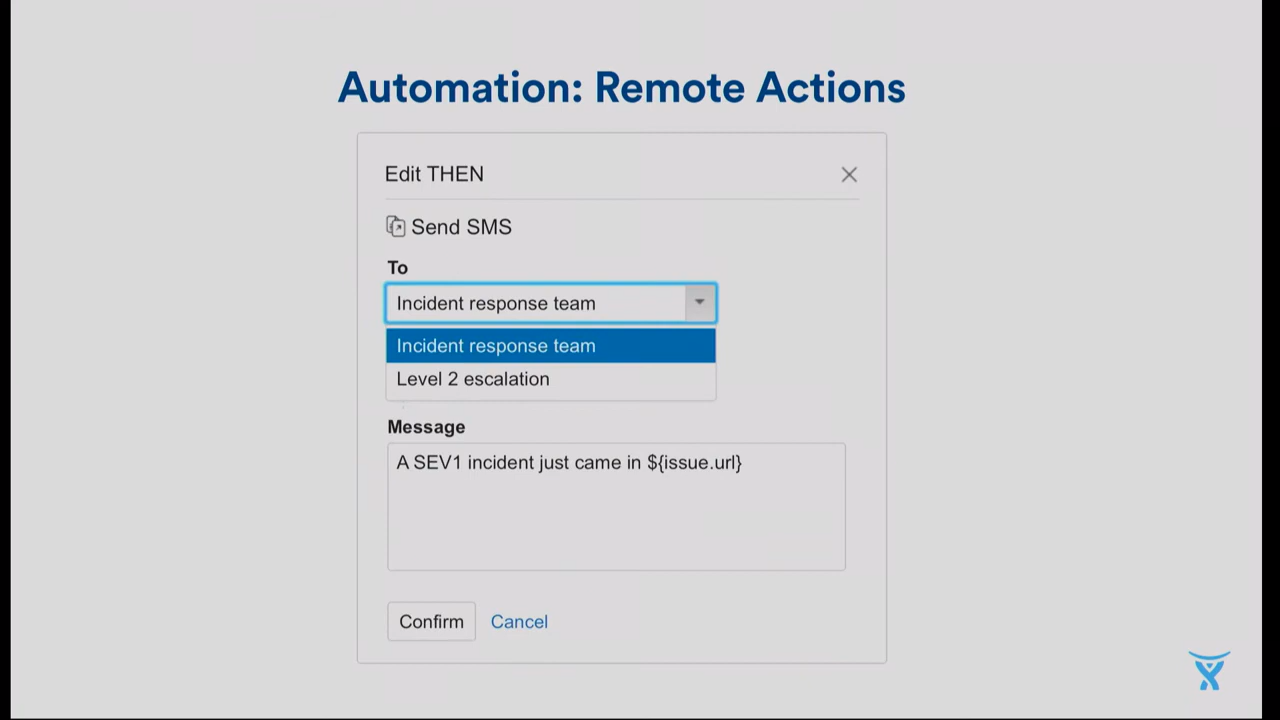 Automation: Remote Actions
Edit THEN
Send SMS
To
Incident response team
Incident response team
Level 2 escalation
Message
A SEV1 incident just came in ${issue.url}
Confirm
Cancel